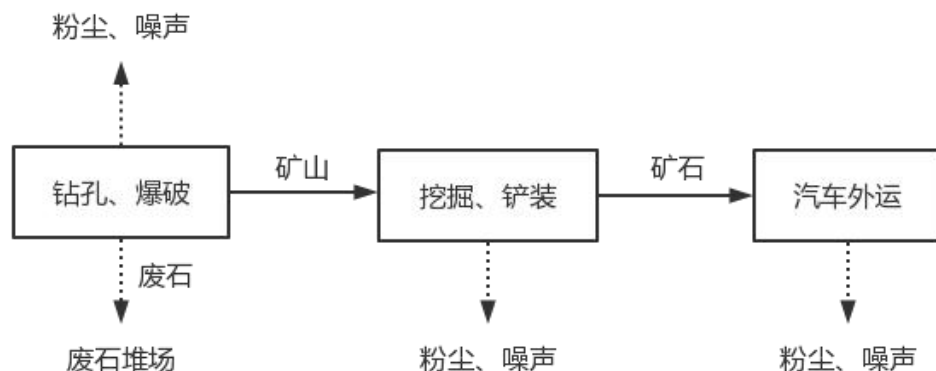 粉尘、噪声
钻孔、爆破
矿山
挖掘、铲装
矿石
汽车外运
废石
废石堆场
粉尘、噪声
粉尘、噪声